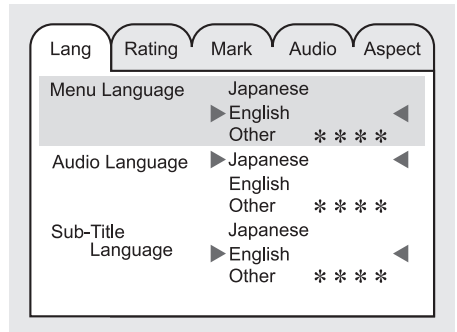 Lang Rating Mark Audio Aspect
Menu Language Japanese
▶English ◀
Other ＊＊＊＊
Audio Language ▶Japanese ◀
English
Other ＊＊＊＊
Sub-Title Japanese
Language ▶English ◀
Other ＊＊＊＊